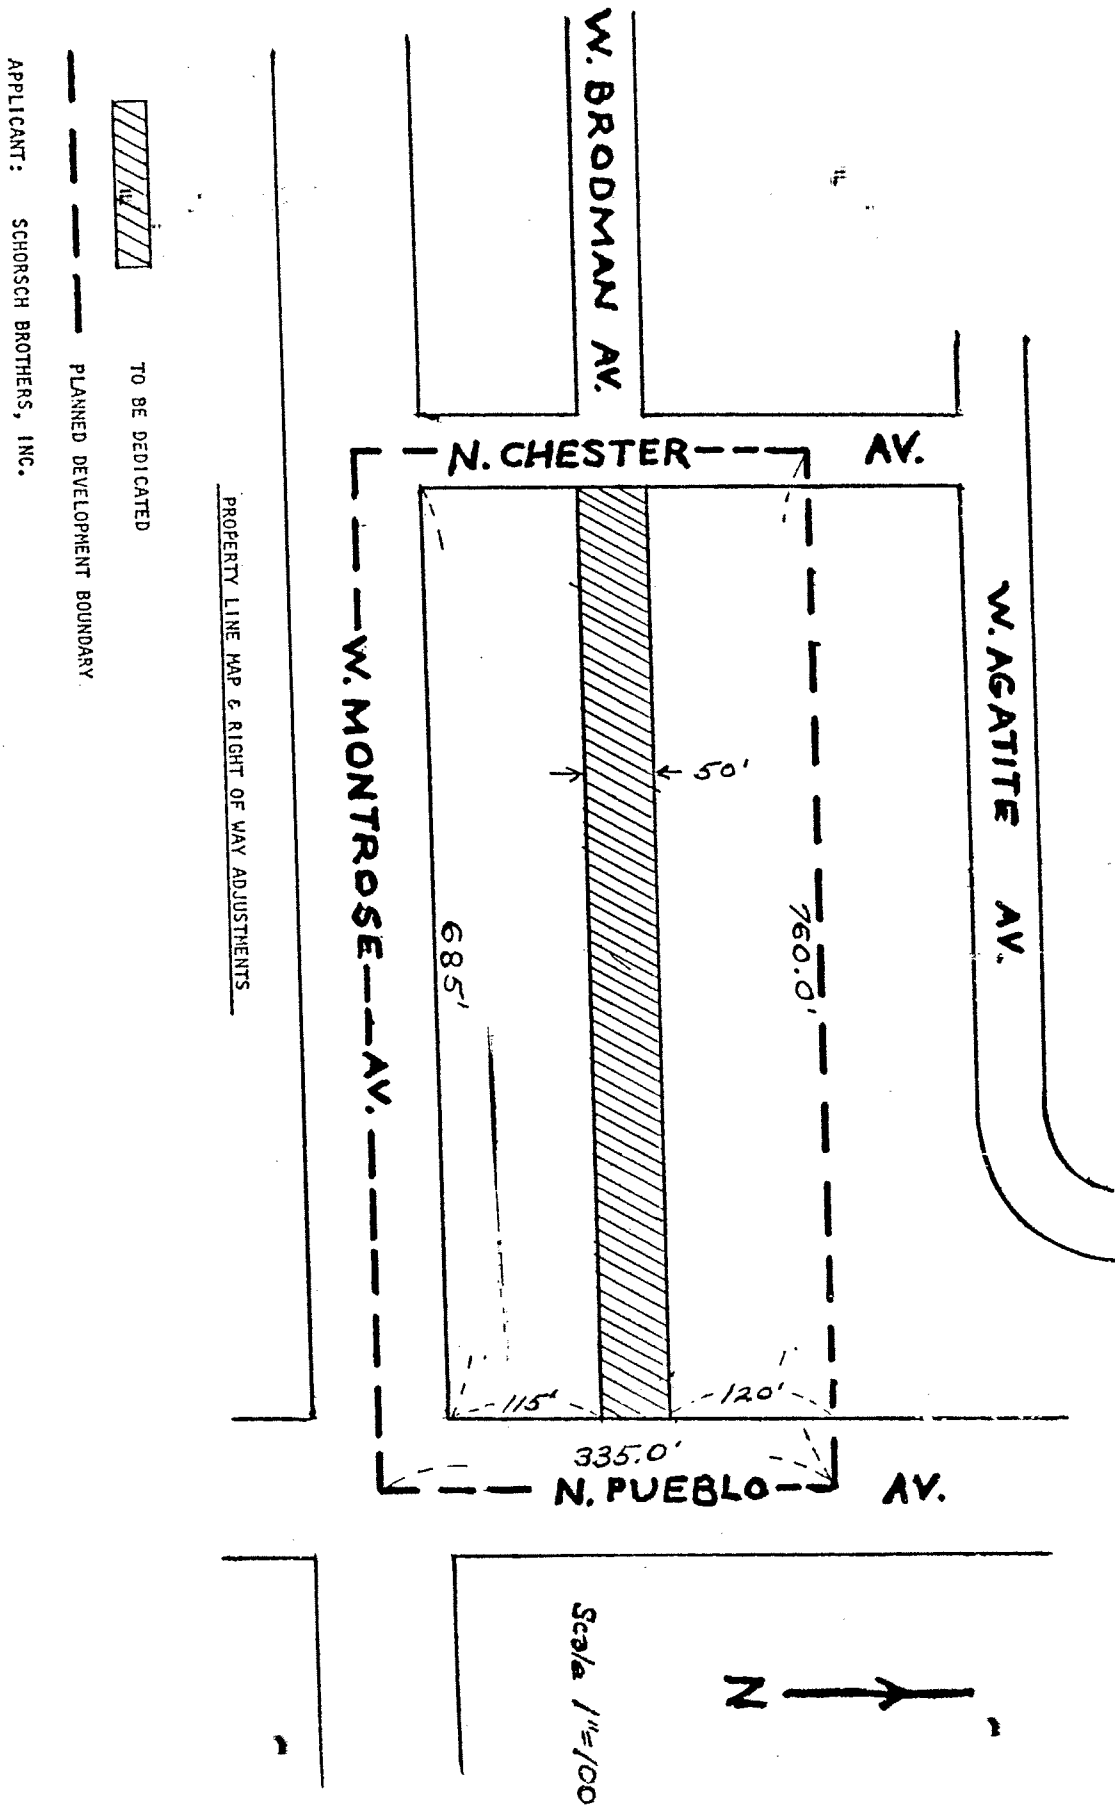 W. BRODMAN AV.
N. CHESTER AV.
W. AGATITE AV.
W. MONTROSE AV.
50'
760.0'
685'
115'
120'
335.0'
N. PUEBLO AV.
Scale 1"=100
N
PROPERTY LINE MAP & RIGHT OF WAY ADJUSTMENTS
TO BE DEDICATED
PLANNED DEVELOPMENT BOUNDARY
APPLICANT: SCHORSCH BROTHERS, INC.